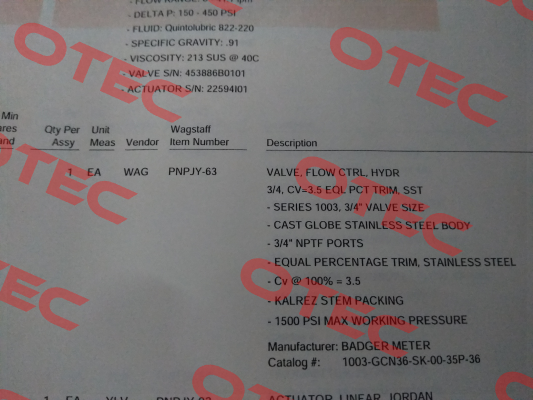 - DELTA P: 150 - 450 PSI
- FLUID: Quintolubric 822-220
- SPECIFIC GRAVITY: .91
- VISCOSITY: 213 SUS @ 40C
- VALVE S/N: 453886B0101
- ACTUATOR S/N: 22594I01
Min Qty Per Unit Wagstaff
Assy Meas Vendor Item Number Description
1 EA WAG PNPJY-63 VALVE, FLOW CTRL, HYDR
3/4, CV=3.5 EQL PCT TRIM, SST
- SERIES 1003, 3/4" VALVE SIZE
- CAST GLOBE STAINLESS STEEL BODY
- 3/4" NPTF PORTS
- EQUAL PERCENTAGE TRIM, STAINLESS STEEL
- Cv @ 100% = 3.5
- KALREZ STEM PACKING
- 1500 PSI MAX WORKING PRESSURE
Manufacturer: BADGER METER
Catalog #: 1003-GCN36-SK-00-35P-36
1 EA ACTUATOR, LINEAR, JORDAN
OTEC
OTEC
OTEC
OTEC
OTEC
OTEC
OTEC